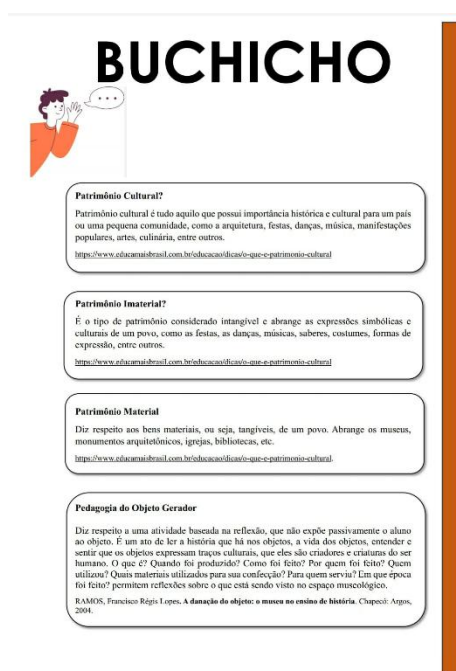 BUCHICHO
...
Patrimônio Cultural?
Patrimônio cultural é tudo aquilo que possui importância histórica e cultural para um país
ou uma pequena comunidade, como a arquitetura, festas, danças, música, manifestações
populares, artes, culinária, entre outros.
https://www.educamaisbrasil.com.br/educacao/dicas/o-que-e-patrimonio-cultural
Patrimônio Imaterial?
É o tipo de patrimônio considerado intangível e abrange as expressões simbólicas e
culturais de um povo, como as festas, as danças, músicas, saberes, costumes, formas de
expressão, entre outros.
https://www.educamaisbrasil.com.br/educacao/dicas/o-que-e-patrimonio-cultural
Patrimônio Material
Diz respeito aos bens materiais, ou seja, tangíveis, de um povo. Abrange os museus,
monumentos arquitetônicos, igrejas, bibliotecas, etc.
https://www.educamaisbrasil.com.br/educacao/dicas/o-que-e-patrimonio-cultural.
Pedagogia do Objeto Gerador
Diz respeito a uma atividade baseada na reflexão, que não expõe passivamente o aluno
ao objeto. É um ato de ler a história que há nos objetos, a vida dos objetos, entender e
sentir que os objetos expressam traços culturais, que eles são criadores e criaturas do ser
humano. O que é? Quando foi produzido? Como foi feito? Por quem foi feito? Quem
utilizou? Quais materiais utilizados para sua confecção? Para quem serviu? Em que época
foi feito? permitem reflexões sobre o que está sendo visto no espaço museológico.
RAMOS, Francisco Régis Lopes. A danação do objeto: o museu no ensino de história. Chapecó: Argos,
2004.